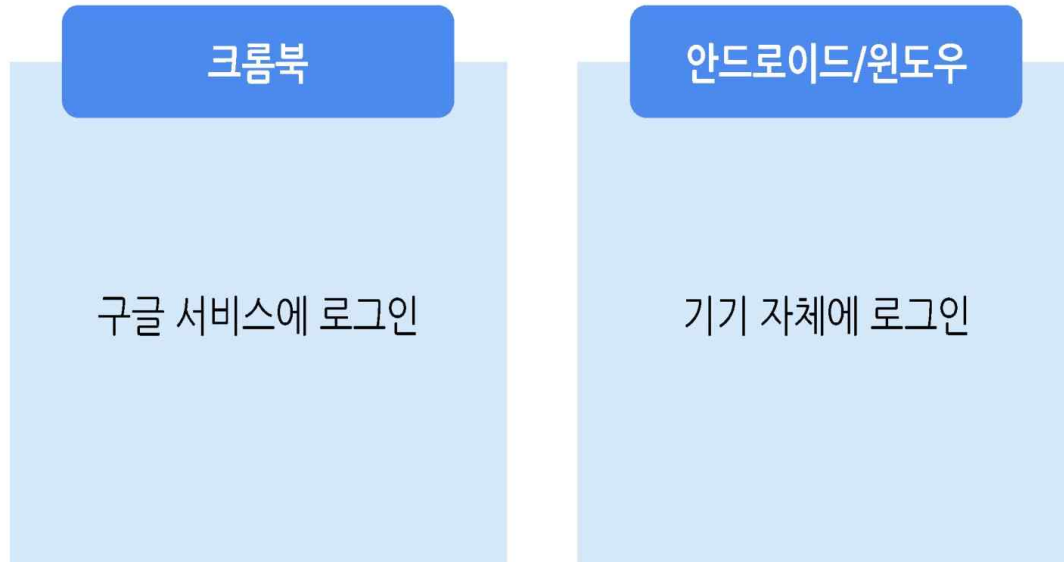 크롬북
구글 서비스에 로그인
안드로이드/윈도우
기기 자체에 로그인